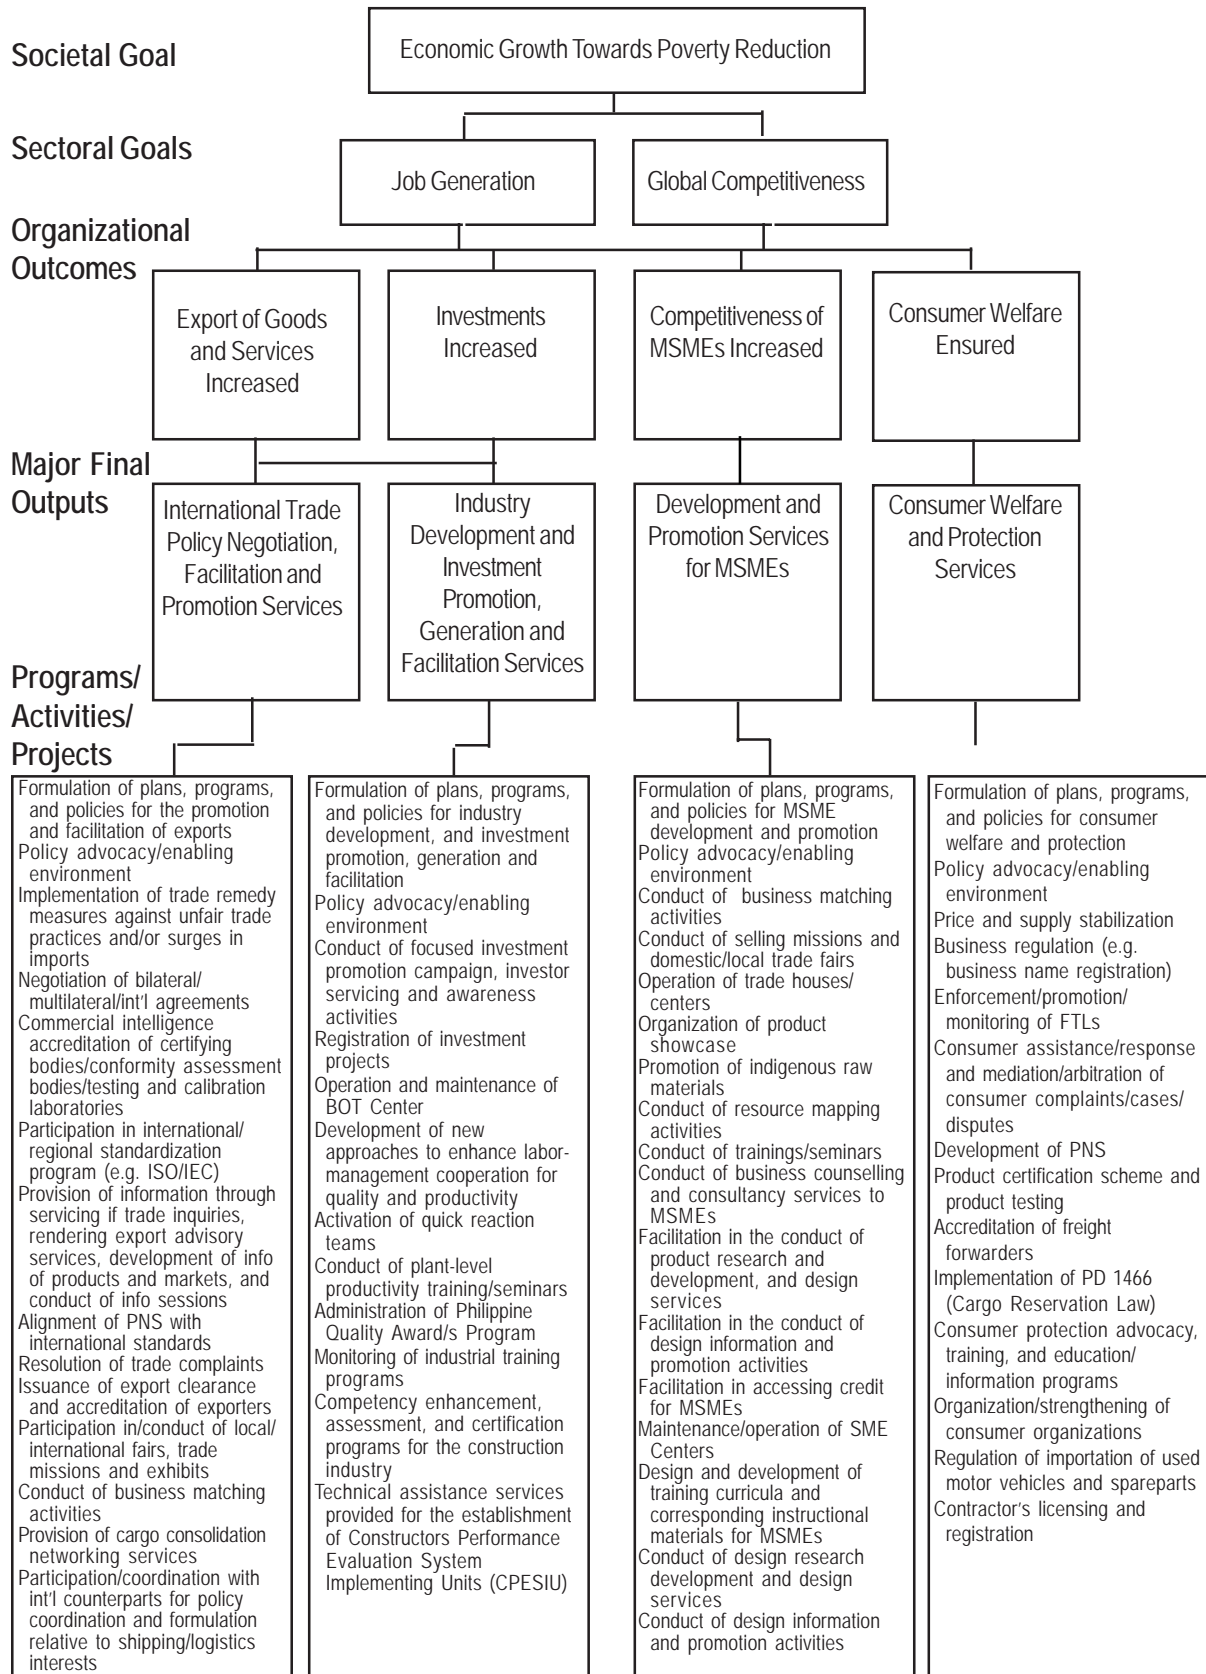 Societal Goal
Economic Growth Towards Poverty Reduction
Sectoral Goals
Job Generation
Global Competitiveness
Organizational
Outcomes
Export of Goods
and Services
Increased
Investments
Increased
Competitiveness of
MSMEs Increased
Consumer Welfare
Ensured
Major Final
Outputs
International Trade
Policy Negotiation,
Facilitation and
Promotion Services
Industry
Development and
Investment
Promotion,
Generation and
Facilitation Services
Development and
Promotion Services
for MSMEs
Consumer Welfare
and Protection
Services
Programs/
Activities/
Projects
Formulation of plans, programs,
and policies for the promotion
and facilitation of exports
Policy advocacy/enabling
environment
Implementation of trade remedy
measures against unfair trade
practices and/or surges in
imports
Negotiation of bilateral/
multilateral/int'l agreements
Commercial intelligence
accreditation of certifying
bodies/conformity assessment
bodies/testing and calibration
laboratories
Participation in international/
regional standardization
program (e.g. ISO/IEC)
Provision of information through
servicing if trade inquiries,
rendering export advisory
services, development of info
of products and markets, and
conduct of info sessions
Alignment of PNS with
international standards
Resolution of trade complaints
Issuance of export clearance
and accreditation of exporters
Participation in/conduct of local/
international fairs, trade
missions and exhibits
Conduct of business matching
activities
Provision of cargo consolidation
networking services
Participation/coordination with
int'l counterparts for policy
coordination and formulation
relative to shipping/logistics
interests
Formulation of plans, programs,
and policies for industry
development, and investment
promotion, generation and
facilitation
Policy advocacy/enabling
environment
Conduct of focused investment
promotion campaign, investor
servicing and awareness
activities
Registration of investment
projects
Operation and maintenance of
BOT Center
Development of new
approaches to enhance labor-
management cooperation for
quality and productivity
Activation of quick reaction
teams
Conduct of plant-level
productivity training/seminars
Administration of Philippine
Quality Award/s Program
Monitoring of industrial training
programs
Competency enhancement,
assessment, and certification
programs for the construction
industry
Technical assistance services
provided for the establishment
of Constructors Performance
Evaluation System
Implementing Units (CPESIU)
Formulation of plans, programs,
and policies for MSME
development and promotion
Policy advocacy/enabling
environment
Conduct of business matching
activities
Conduct of selling missions and
domestic/local trade fairs
Operation of trade houses/
centers
Organization of product
showcase
Promotion of indigenous raw
materials
Conduct of resource mapping
activities
Conduct of trainings/seminars
Conduct of business counselling
and consultancy services to
MSMEs
Facilitation in the conduct of
product research and
development, and design
services
Facilitation in the conduct of
design information and
promotion activities
Facilitation in accessing credit
for MSMEs
Maintenance/operation of SME
Centers
Design and development of
training curricula and
corresponding instructional
materials for MSMEs
Conduct of design research
development and design
services
Conduct of design information
and promotion activities
Formulation of plans, programs,
and policies for consumer
welfare and protection
Policy advocacy/enabling
environment
Price and supply stabilization
Business regulation (e.g.
business name registration)
Enforcement/promotion/
monitoring of FTLs
Consumer assistance/response
and mediation/arbitration of
consumer complaints/cases/
disputes
Development of PNS
Product certification scheme and
product testing
Accreditation of freight
forwarders
Implementation of PD 1466
(Cargo Reservation Law)
Consumer protection advocacy,
training, and education/
information programs
Organization/strengthening of
consumer organizations
Regulation of importation of used
motor vehicles and spareparts
Contractor's licensing and
registration